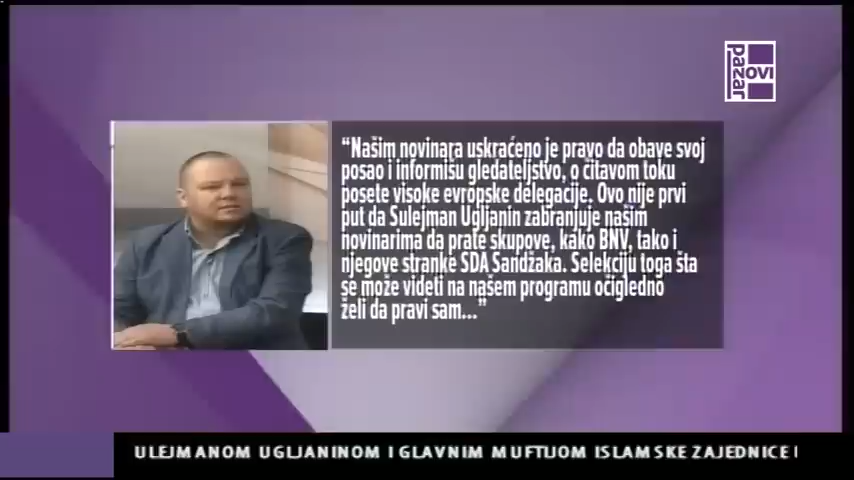 pazar
OVI
“Našim novinara uskraćeno je pravo da obave svoj
posao i informišu gledateljstvo, o čitavom toku
posete visoke evropske delegacije. Ovo nije prvi
put da Sulejman Ugljanin zabranjuje našim
novinarima da prate skupove, kako BNV, tako i
njegove stranke SDA Sandžaka. Selekciju toga šta
se može videti na našem programu očigledno
želi da pravi sam...”
ULEJMANOM UGLJANINOM I GLAVNIM MUFTIJOM ISLAMSKE ZAJEDNICE